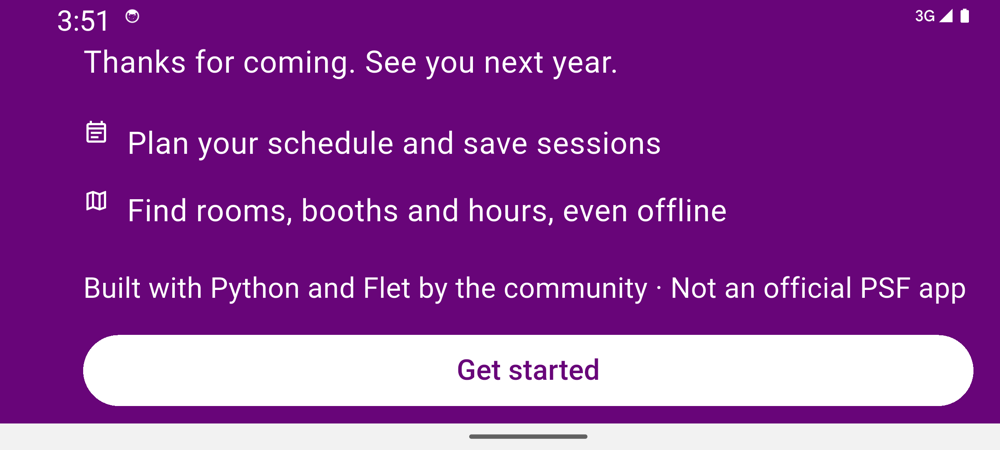 3:51
3G
Thanks for coming. See you next year.
Plan your schedule and save sessions
Find rooms, booths and hours, even offline
Built with Python and Flet by the community · Not an official PSF app
Get started